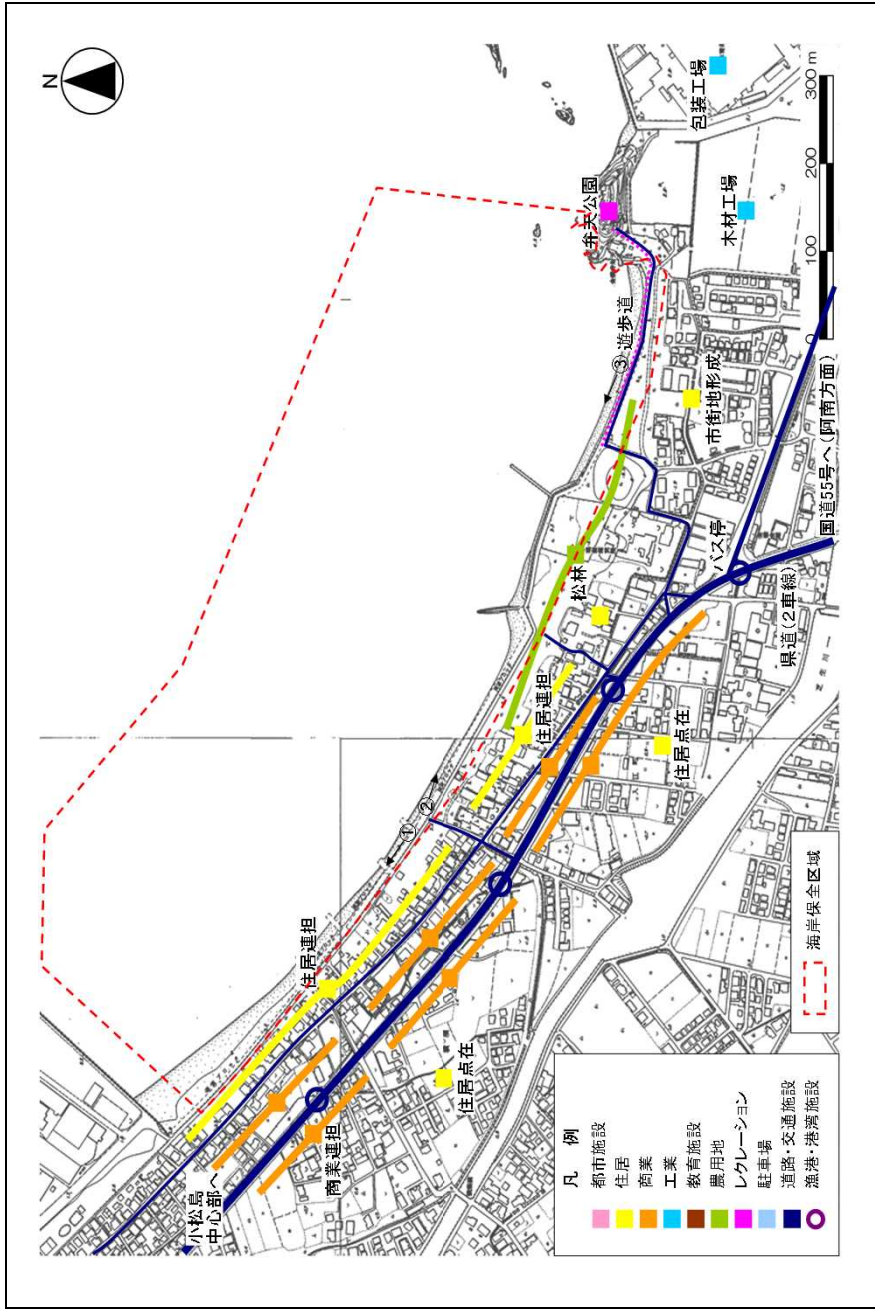 N
包装工場
300 m
200
100
0
弁天公園
木材工場
③ 遊歩道
市街地形成
国道55号へ(阿南方面)
バス停
県道(2車線)
松林
住居連担
住居点在
②
①
住居連担
住居点在
商業連担
小松島
中心部へ
海岸保全区域
凡 例
都市施設
住居
商業
工業
教育施設
農用地
レクレーション
駐車場
道路・交通施設
漁港・港湾施設